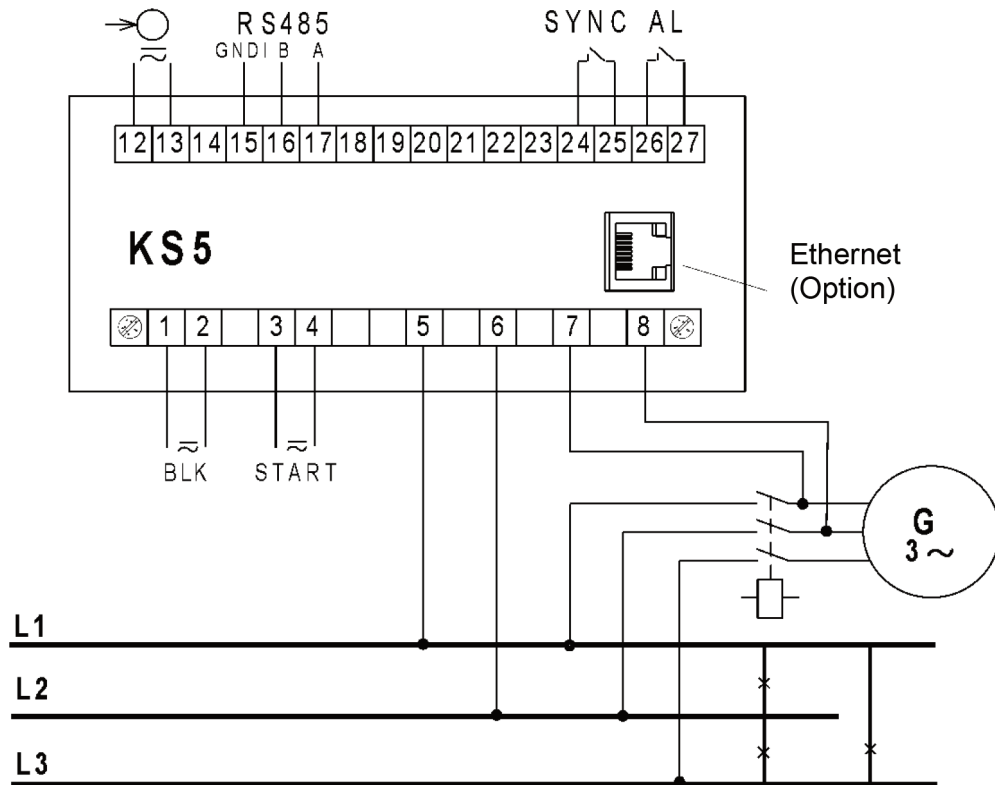 RS485 SYNC AL
GNDI B A
12 13 14 15 16 17 18 19 20 21 22 23 24 25 26 27
KS5
Ethernet
(Option)
1 2 3 4 5 6 7 8
BLK START
G
3~
L1
L2
L3